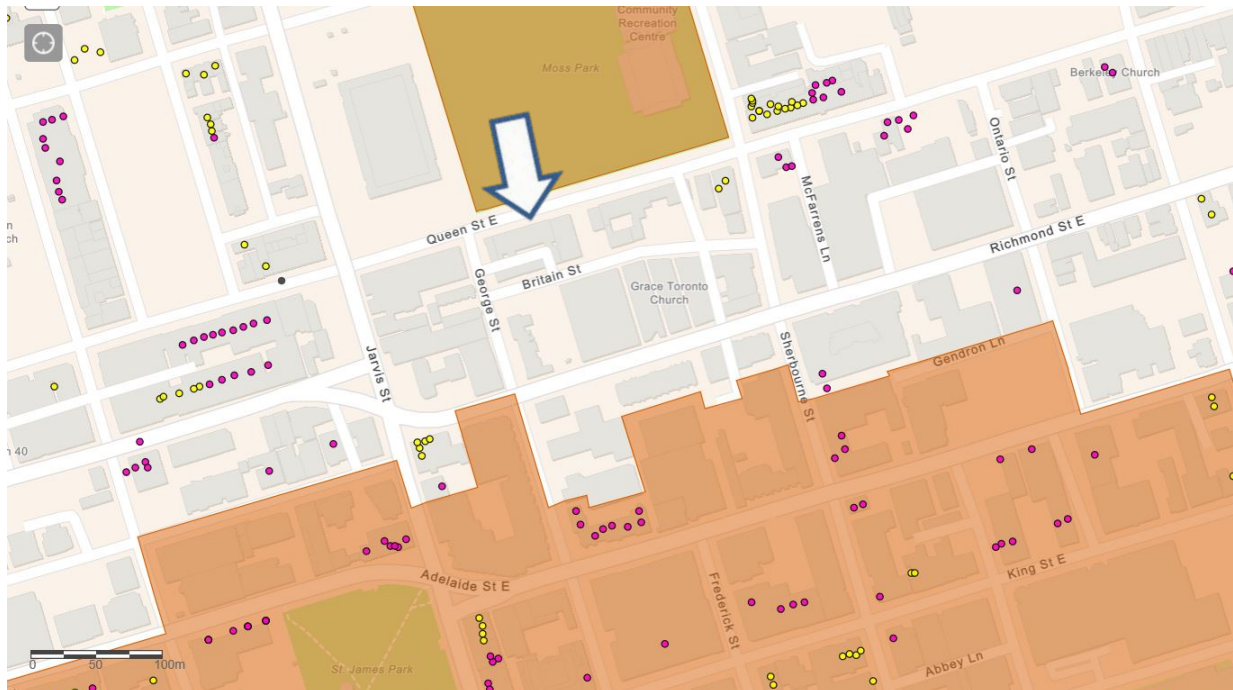 Community
Recreation
Centre
Moss Park
Berkeley Church
Ontario St
McFarrens Ln
Queen St E
Richmond St E
Britain St
George St
Grace Toronto
Church
Jarvis St
Sherbourne St
Gendron Ln
40
Adelaide St E
King St E
Frederick St
St. James Park
Abbey Ln
0 50 100m